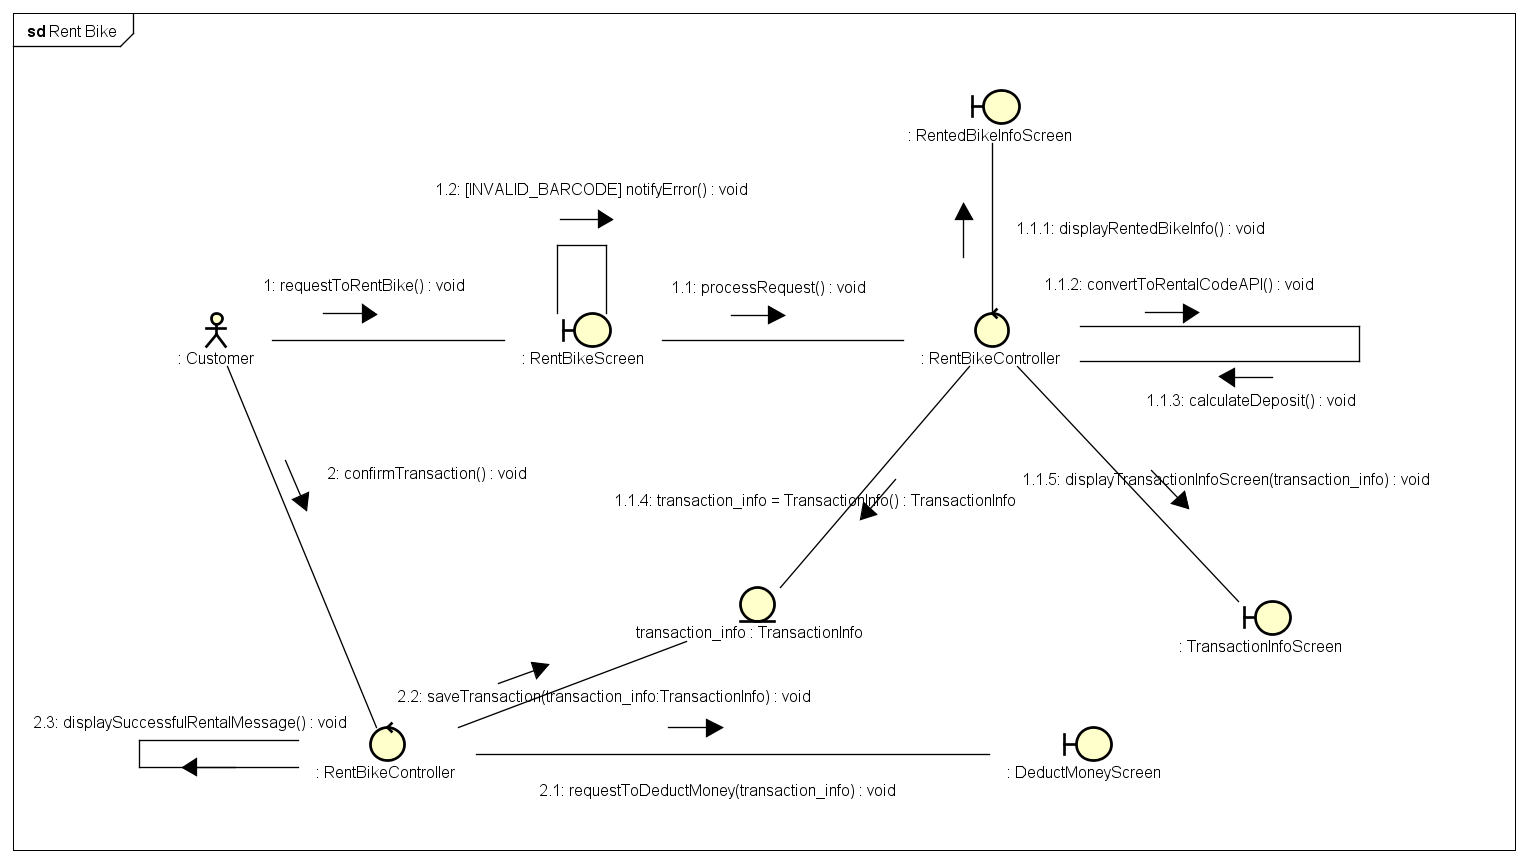 sd Rent Bike
: RentedBikeInfoScreen
1.2: [INVALID_BARCODE] notifyError() : void
1.1.1: displayRentedBikeInfo() : void
1: requestToRentBike() : void
1.1: processRequest() : void
1.1.2: convertToRentalCodeAPI() : void
: Customer
: RentBikeScreen
: RentBikeController
1.1.3: calculateDeposit() : void
2: confirmTransaction() : void
1.1.5: displayTransactionInfoScreen(transaction_info) : void
1.1.4: transaction_info = TransactionInfo() : TransactionInfo
transaction_info : TransactionInfo
: TransactionInfoScreen
2.2: saveTransaction(transaction_info:TransactionInfo) : void
2.3: displaySuccessfulRentalMessage() : void
: RentBikeController
: DeductMoneyScreen
2.1: requestToDeductMoney(transaction_info) : void